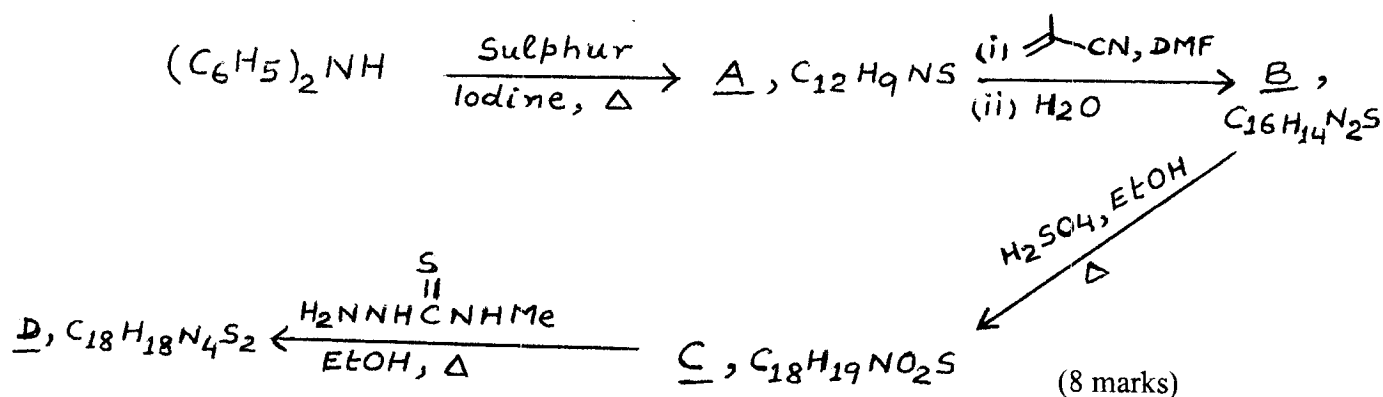 (C6H5)2NH Sulphur Iodine, Δ A, C12H9NS (i) CN, DMF (ii) H2O B, C16H14N2S
H2SO4, EtOH Δ
D, C18H18N4S2 S H2NNHCNHMe EtOH, Δ C, C18H19NO2S
(8 marks)